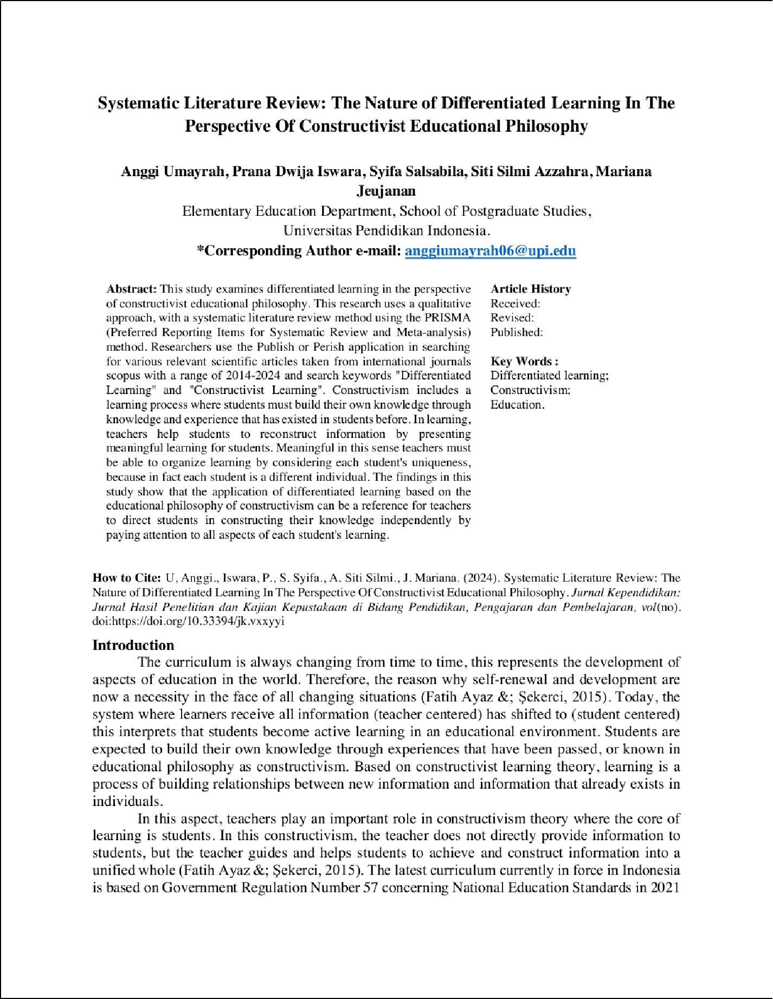 Systematic Literature Review: The Nature of Differentiated Learning In The
Perspective Of Constructivist Educational Philosophy
Anggi Umayrah, Prana Dwija Iswara, Syifa Salsabila, Siti Silmi Azzahra, Mariana
Jeujanan
Elementary Education Department, School of Postgraduate Studies,
Universitas Pendidikan Indonesia.
*Corresponding Author e-mail: anggiumayrah06@upi.edu
Abstract: This study examines differentiated learning in the perspective
of constructivist educational philosophy. This research uses a qualitative
approach, with a systematic literature review method using the PRISMA
(Preferred Reporting Items for Systematic Review and Meta-analysis)
method. Researchers use the Publish or Perish application in searching
for various relevant scientific articles taken from international journals
scopus with a range of 2014-2024 and search keywords "Differentiated
Learning" and "Constructivist Learning". Constructivism includes a
learning process where students must build their own knowledge through
knowledge and experience that has existed in students before. In learning,
teachers help students to reconstruct information by presenting
meaningful learning for students. Meaningful in this sense teachers must
be able to organize learning by considering each student's uniqueness,
because in fact each student is a different individual. The findings in this
study show that the application of differentiated learning based on the
educational philosophy of constructivism can be a reference for teachers
to direct students in constructing their knowledge independently by
paying attention to all aspects of each student's learning.
Article History
Received:
Revised:
Published:
Key Words :
Differentiated learning;
Constructivism;
Education.
How to Cite: U, Anggi., Iswara, P., S. Syifa., A. Siti Silmi., J. Mariana. (2024). Systematic Literature Review: The
Nature of Differentiated Learning In The Perspective Of Constructivist Educational Philosophy. Jurnal Kependidikan:
Jurnal Hasil Penelitian dan Kajian Kepustakaan di Bidang Pendidikan, Pengajaran dan Pembelajaran, vol(no).
doi:https://doi.org/10.33394/jk.vxxyyi
Introduction
The curriculum is always changing from time to time, this represents the development of
aspects of education in the world. Therefore, the reason why self-renewal and development are
now a necessity in the face of all changing situations (Fatih Ayaz &; Şekerci, 2015). Today, the
system where learners receive all information (teacher centered) has shifted to (student centered)
this interprets that students become active learning in an educational environment. Students are
expected to build their own knowledge through experiences that have been passed, or known in
educational philosophy as constructivism. Based on constructivist learning theory, learning is a
process of building relationships between new information and information that already exists in
individuals.
In this aspect, teachers play an important role in constructivism theory where the core of
learning is students. In this constructivism, the teacher does not directly provide information to
students, but the teacher guides and helps students to achieve and construct information into a
unified whole (Fatih Ayaz &; Şekerci, 2015). The latest curriculum currently in force in Indonesia
is based on Government Regulation Number 57 concerning National Education Standards in 2021